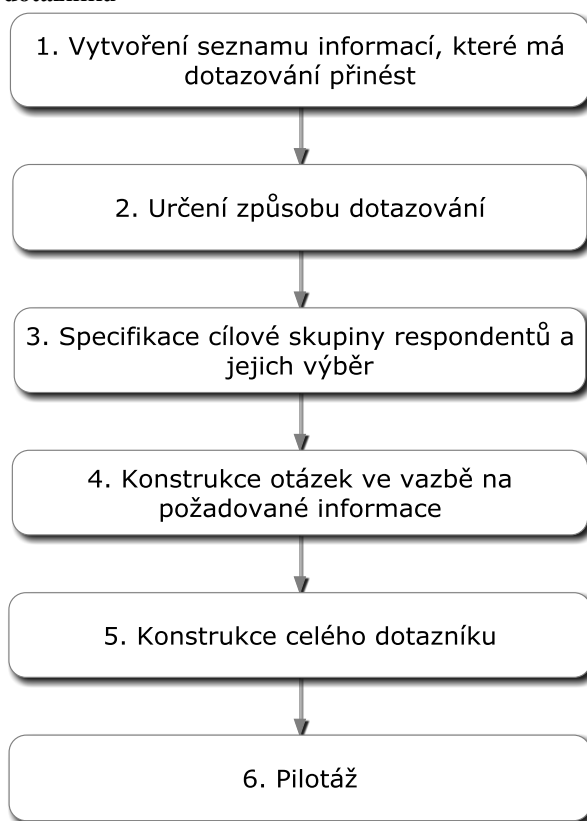 dotazníku
1. Vytvoření seznamu informací, které má
dotazování přinést
2. Určení způsobu dotazování
3. Specifikace cílové skupiny respondentů a
jejich výběr
4. Konstrukce otázek ve vazbě na
požadované informace
5. Konstrukce celého dotazníku
6. Pilotáž